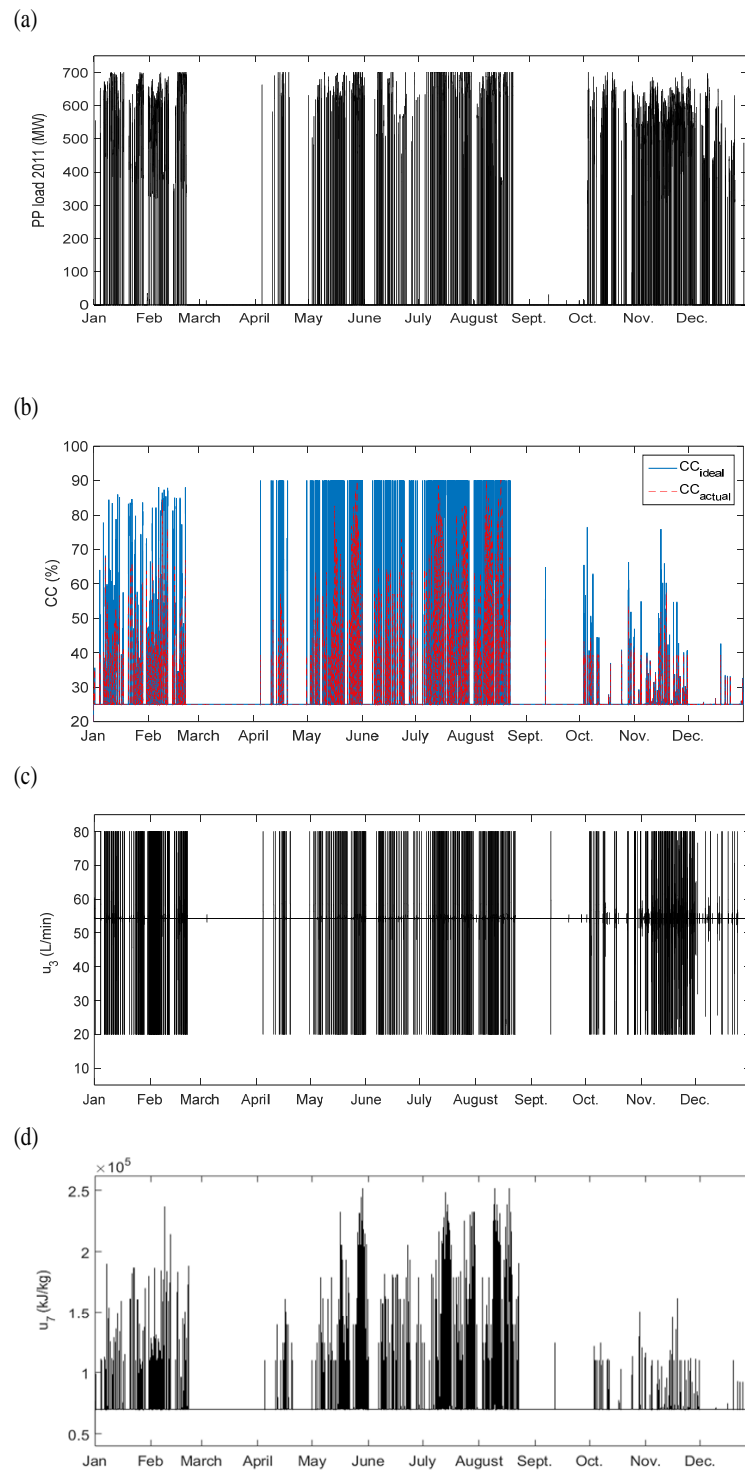 (a)
PP load 2011 (MW)
700
600
500
400
300
200
100
0
Jan Feb March April May June July August Sept. Oct. Nov. Dec.
(b)
CC (%)
100
90
80
70
60
50
40
30
20
CC_ideal
CC_actual
Jan Feb March April May June July August Sept. Oct. Nov. Dec.
(c)
u_3 (L/min)
80
70
60
50
40
30
20
10
Jan Feb March April May June July August Sept. Oct. Nov. Dec.
(d)
×10^5
u_7 (kJ/kg)
2.5
2
1.5
1
0.5
Jan Feb March April May June July August Sept. Oct. Nov. Dec.